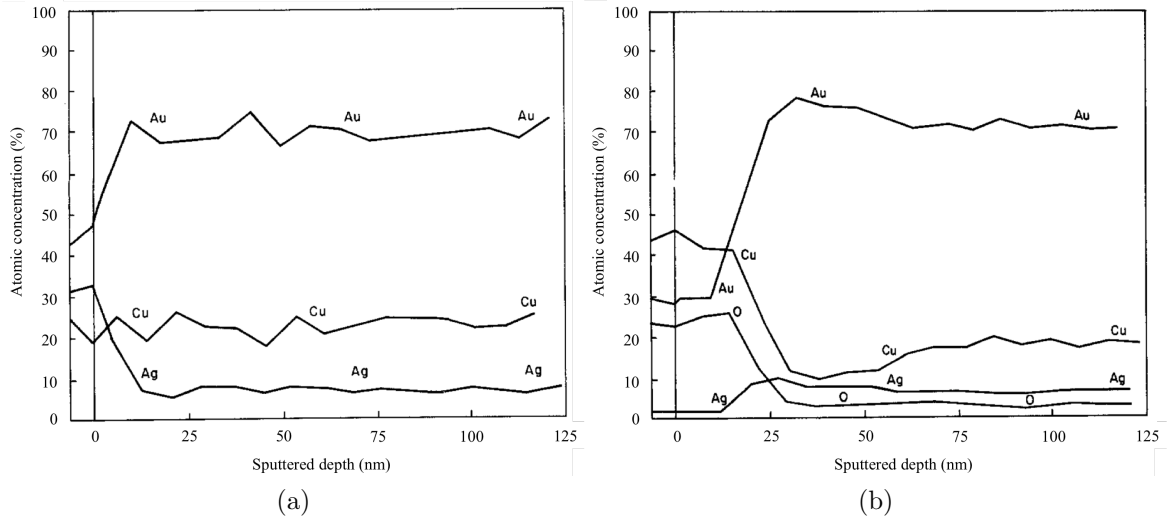 100
90
80
70
60
50
40
30
20
10
0
Atomic concentration (%)
Au
Au
Au
Cu
Cu
Cu
Ag
Ag
Ag
0
25
50
75
100
125
Sputtered depth (nm)
(a)
100
90
80
70
60
50
40
30
20
10
0
Atomic concentration (%)
Au
Au
Cu
Au
O
Cu
Cu
Ag
Ag
Ag
O
O
0
25
50
75
100
125
Sputtered depth (nm)
(b)